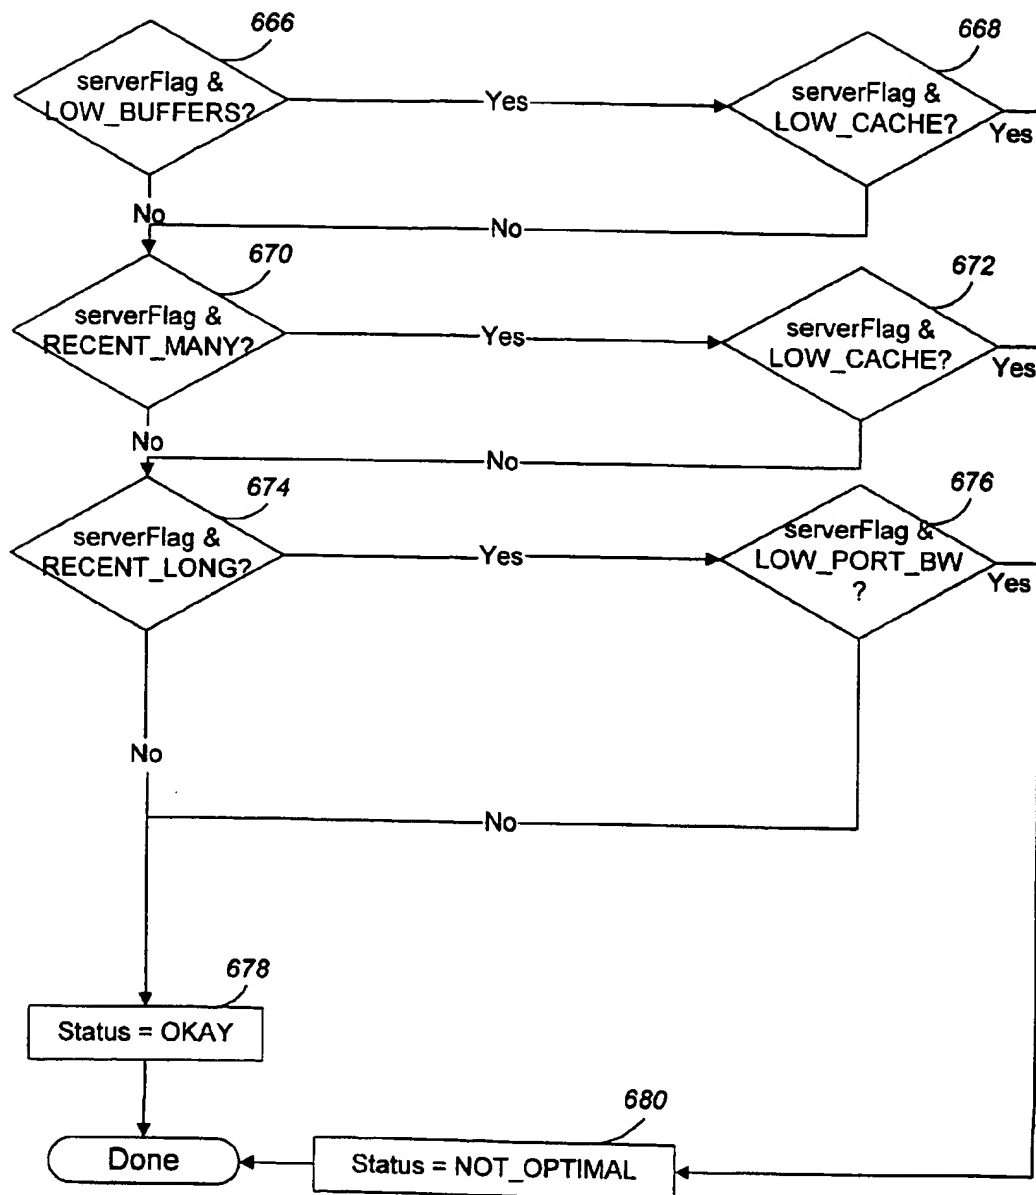 666
serverFlag &
LOW_BUFFERS?
Yes
668
serverFlag &
LOW_CACHE?
Yes
No
No
670
serverFlag &
RECENT_MANY?
Yes
672
serverFlag &
LOW_CACHE?
Yes
No
No
674
serverFlag &
RECENT_LONG?
Yes
676
serverFlag &
LOW_PORT_BW
?
Yes
No
No
678
Status = OKAY
680
Done
Status = NOT_OPTIMAL